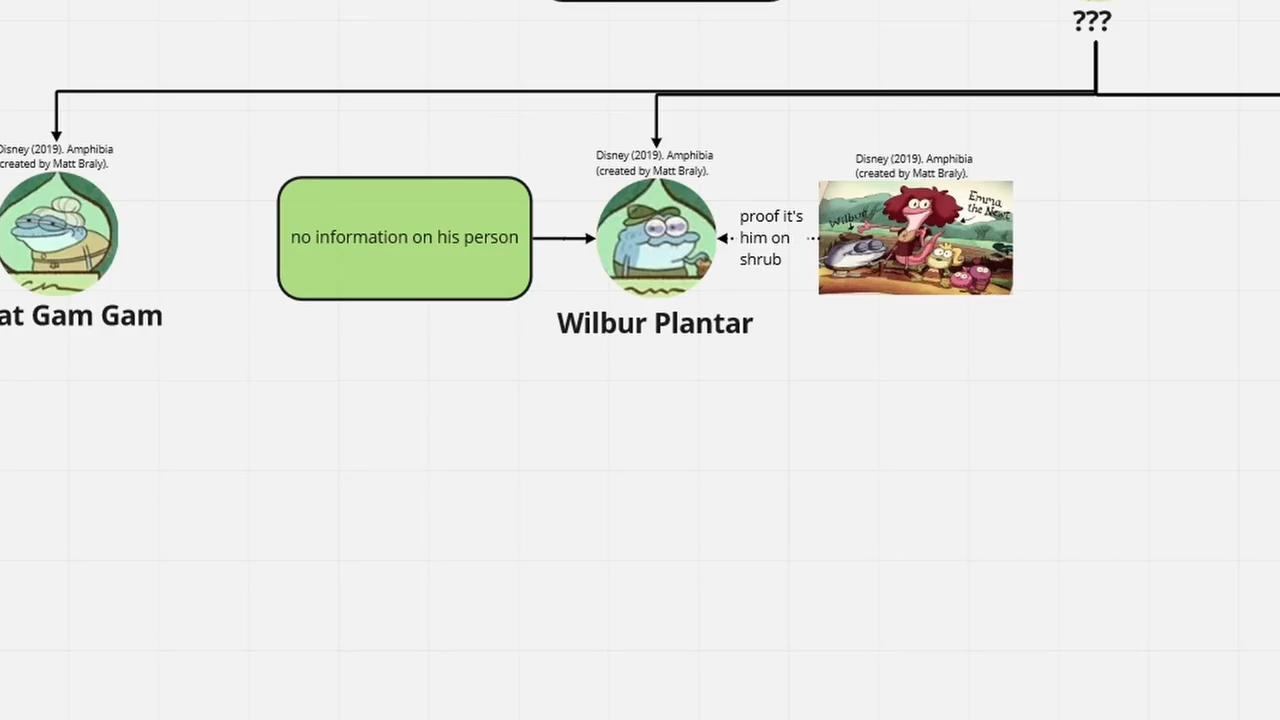 ???
Disney (2019). Amphibia
(created by Matt Braly).
at Gam Gam
no information on his person
Disney (2019). Amphibia
(created by Matt Braly).
Wilbur Plantar
proof it's
him on
shrub
Disney (2019). Amphibia
(created by Matt Braly).
Wilbur
Emma
the Newt